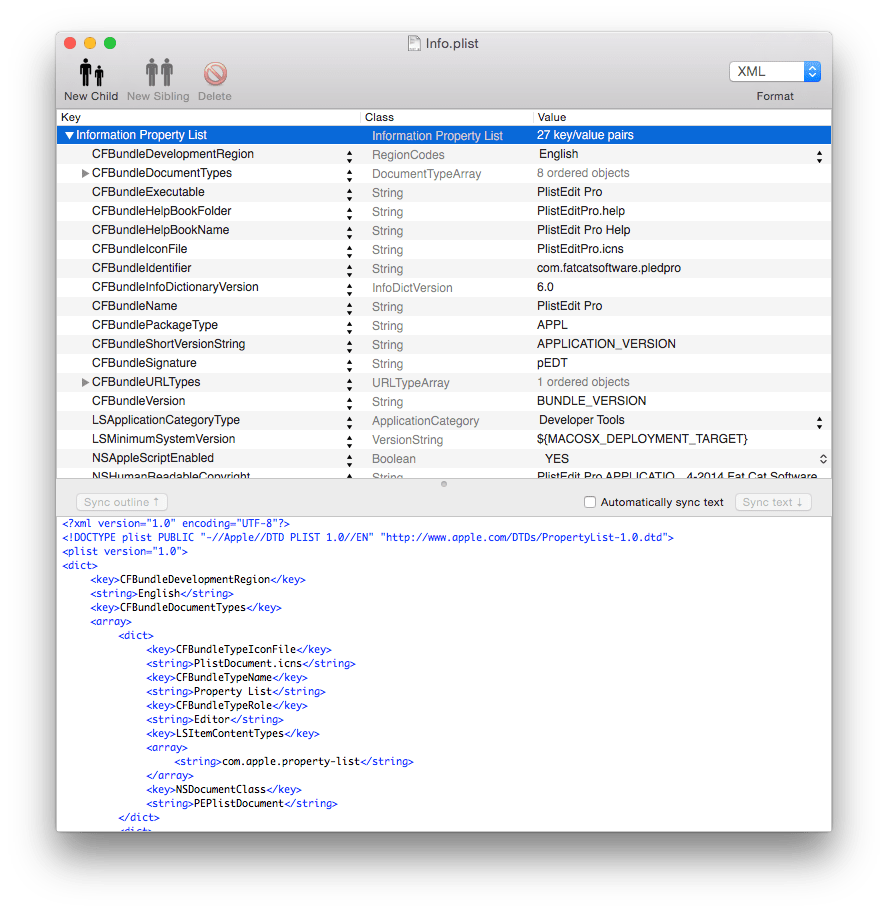 Info.plist
New Child New Sibling Delete XML
Format
Key Class Value
Information Property List Information Property List 27 key/value pairs
CFBundleDevelopmentRegion RegionCodes English
CFBundleDocumentTypes DocumentTypeArray 8 ordered objects
CFBundleExecutable String PlistEdit Pro
CFBundleHelpBookFolder String PlistEditPro.help
CFBundleHelpBookName String PlistEdit Pro Help
CFBundleIconFile String PlistEditPro.icns
CFBundleIdentifier String com.fatcatsoftware.pledpro
CFBundleInfoDictionaryVersion InfoDictVersion 6.0
CFBundleName String PlistEdit Pro
CFBundlePackageType String APPL
CFBundleShortVersionString String APPLICATION_VERSION
CFBundleSignature String pEDT
CFBundleURLTypes URLTypeArray 1 ordered objects
CFBundleVersion String BUNDLE_VERSION
LSApplicationCategoryType ApplicationCategory Developer Tools
LSMinimumSystemVersion VersionString ${MACOSX_DEPLOYMENT_TARGET}
NSAppleScriptEnabled Boolean YES
NSHumanReadableCopyright String PlistEdit Pro APPLICATIO…4-2014 Fat Cat Software
Sync outline ↑ Automatically sync text Sync text ↓
<?xml version="1.0" encoding="UTF-8"?>
<!DOCTYPE plist PUBLIC "-//Apple//DTD PLIST 1.0//EN" "http://www.apple.com/DTDs/PropertyList-1.0.dtd">
<plist version="1.0">
<dict>
<key>CFBundleDevelopmentRegion</key>
<string>English</string>
<key>CFBundleDocumentTypes</key>
<array>
<dict>
<key>CFBundleTypeIconFile</key>
<string>PlistDocument.icns</string>
<key>CFBundleTypeName</key>
<string>Property List</string>
<key>CFBundleTypeRole</key>
<string>Editor</string>
<key>LSItemContentTypes</key>
<array>
<string>com.apple.property-list</string>
</array>
<key>NSDocumentClass</key>
<string>PEPlistDocument</string>
</dict>
<dict>